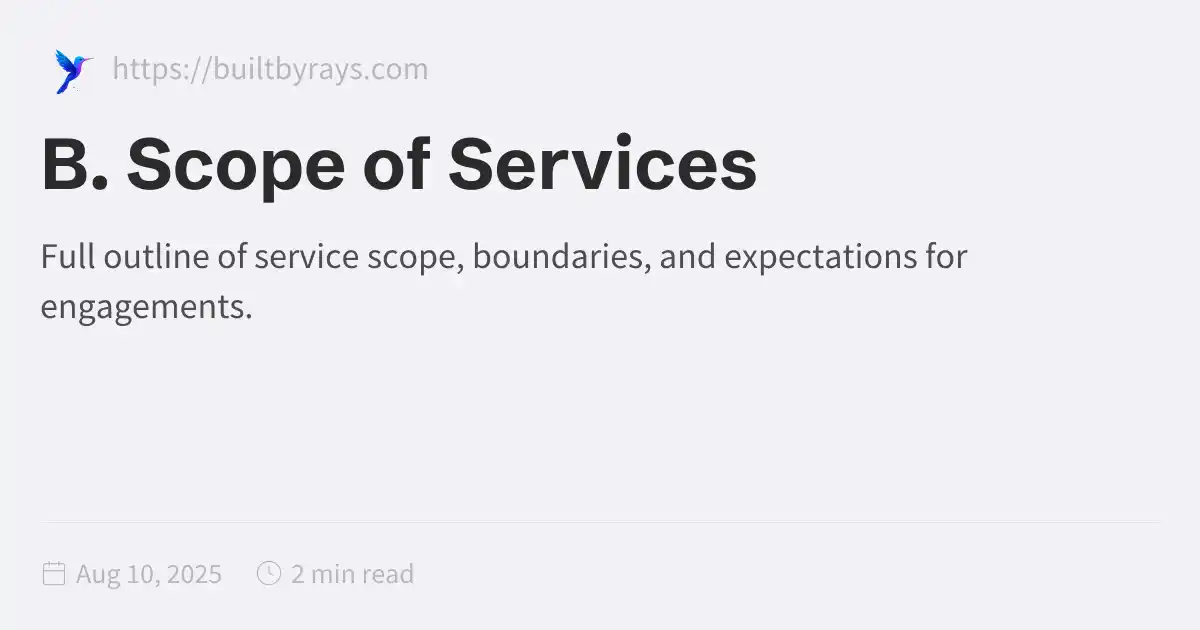 https://builtbyrays.com
B. Scope of Services
Full outline of service scope, boundaries, and expectations for
engagements.
Aug 10, 2025 2 min read